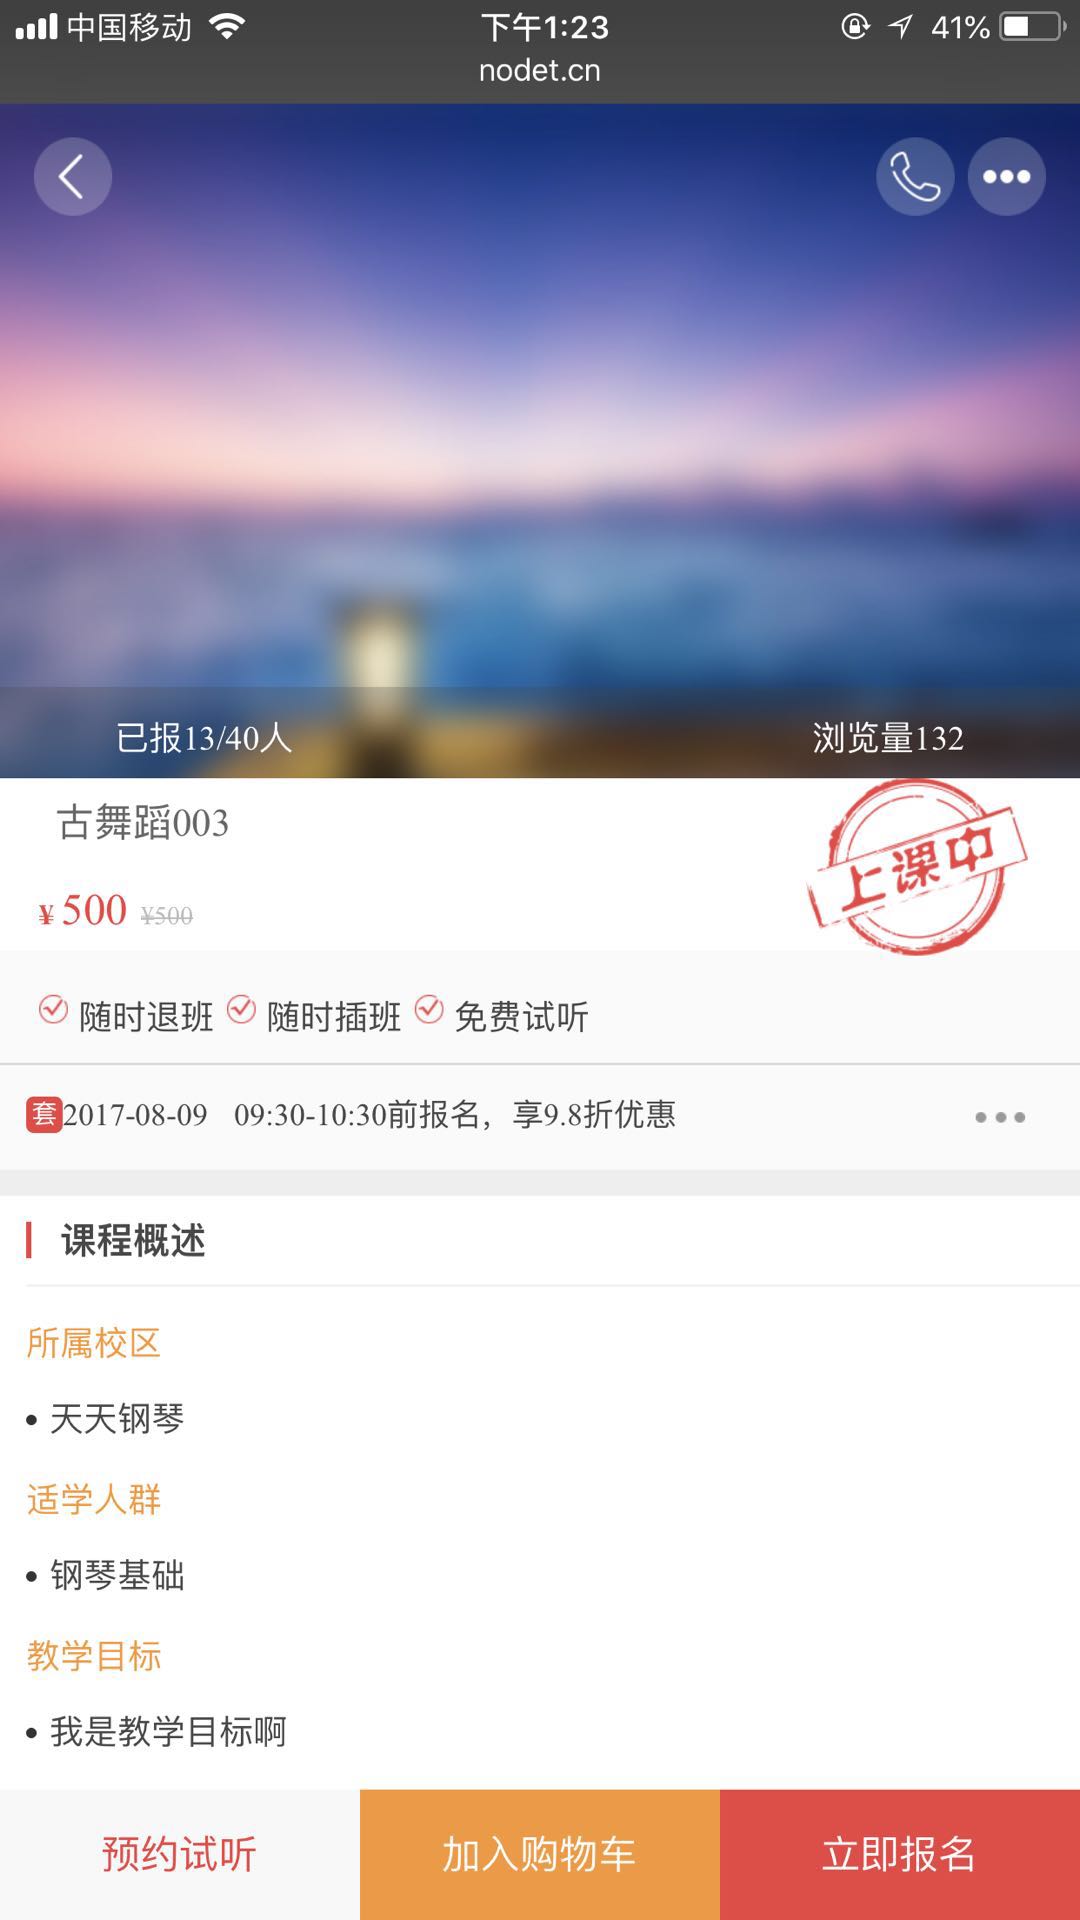 中国移动 下午1:23 41%
nodet.cn
已报13/40人 浏览量132
古舞蹈003
上课中
¥500 ¥500
随时退班 随时插班 免费试听
套2017-08-09 09:30-10:30前报名，享9.8折优惠
课程概述
所属校区
• 天天钢琴
适学人群
• 钢琴基础
教学目标
• 我是教学目标啊
预约试听 加入购物车 立即报名